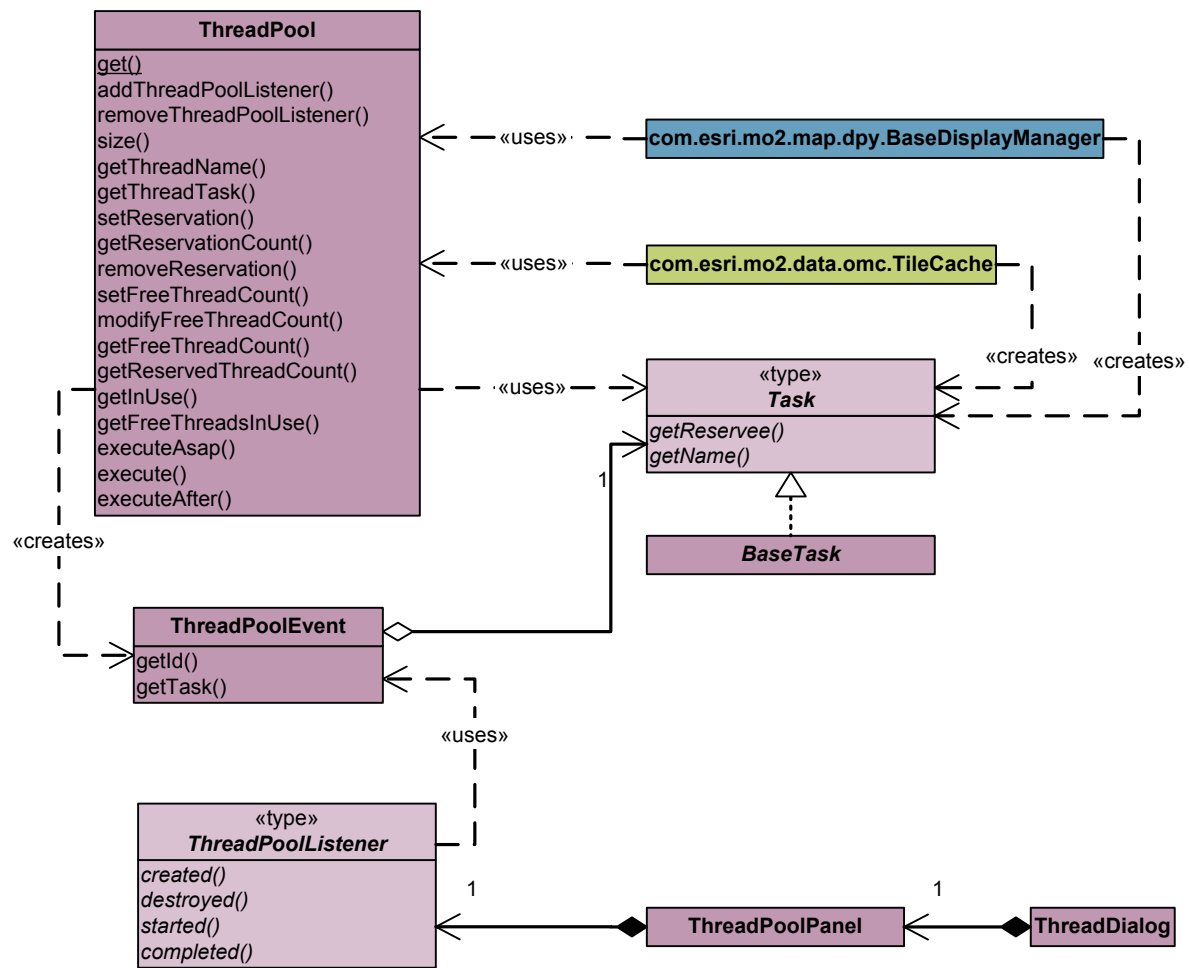 ThreadPool
get()
addThreadPoolListener()
removeThreadPoolListener()
size()
getThreadName()
getThreadTask()
setReservation()
getReservationCount()
removeReservation()
setFreeThreadCount()
modifyFreeThreadCount()
getFreeThreadCount()
getReservedThreadCount()
getInUse()
getFreeThreadsInUse()
executeAsap()
execute()
executeAfter()
«uses»
com.esri.mo2.map.dpy.BaseDisplayManager
«uses»
com.esri.mo2.data.omc.TileCache
«creates»
«creates»
«uses»
«type»
Task
getReservee()
getName()
1
BaseTask
«creates»
ThreadPoolEvent
getId()
getTask()
«uses»
«type»
ThreadPoolListener
created()
destroyed()
started()
completed()
1
ThreadPoolPanel
1
ThreadDialog